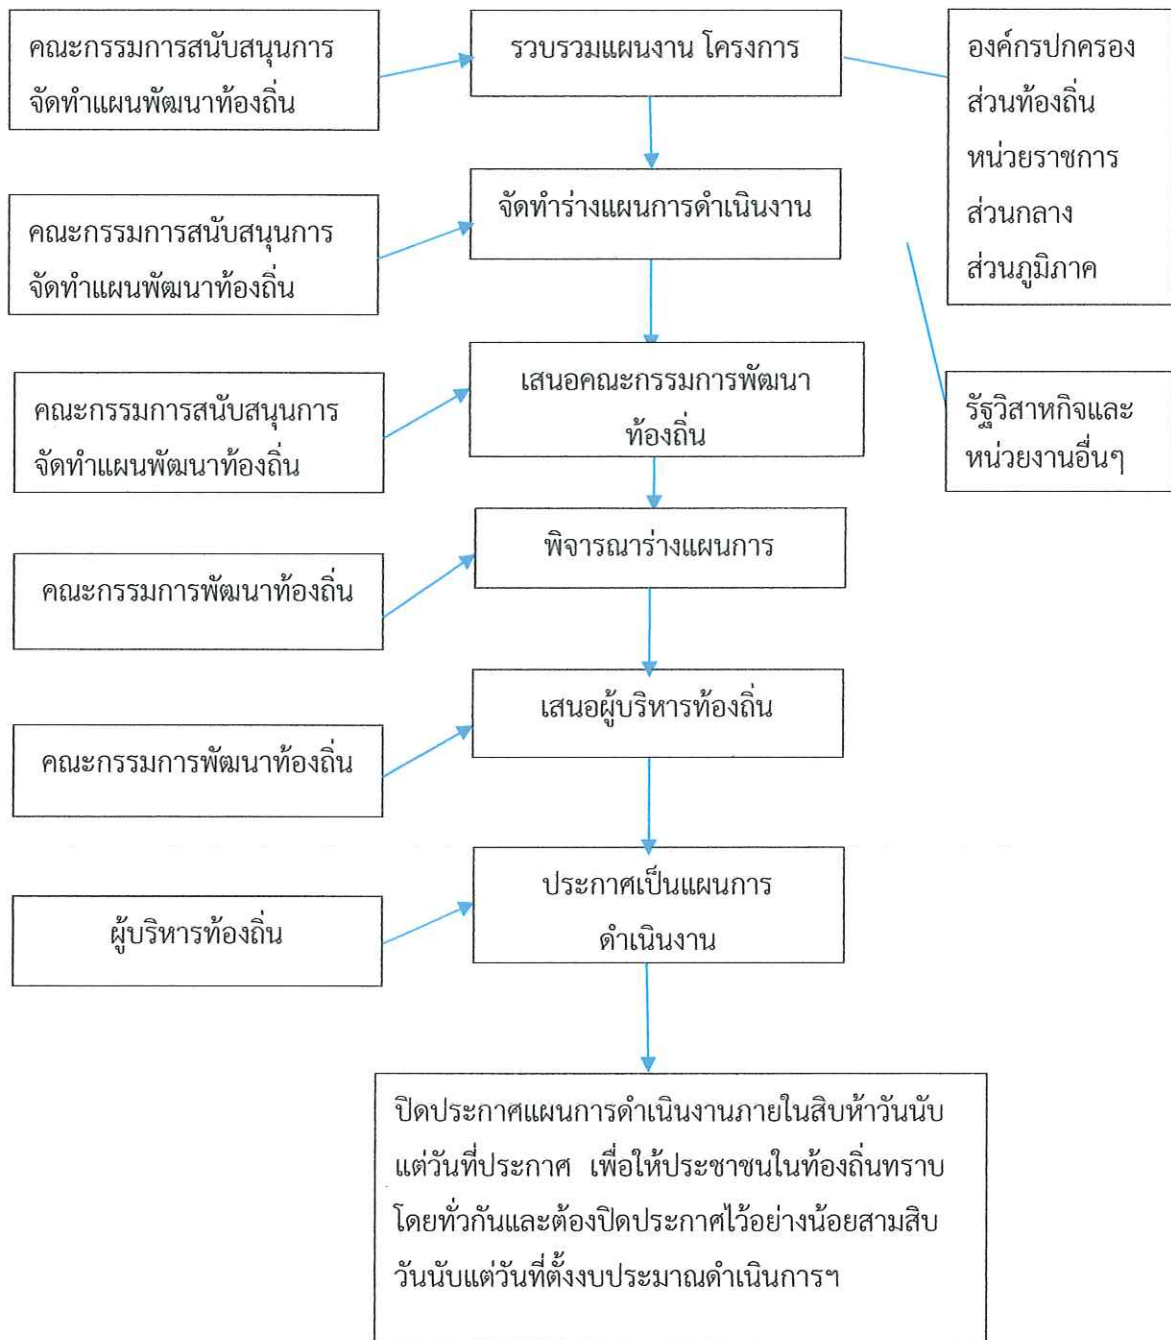 คณะกรรมการสนับสนุนการ
จัดทำแผนพัฒนาท้องถิ่น
รวบรวมแผนงาน โครงการ
องค์กรปกครอง
ส่วนท้องถิ่น
หน่วยราชการ
ส่วนกลาง
ส่วนภูมิภาค
คณะกรรมการสนับสนุนการ
จัดทำแผนพัฒนาท้องถิ่น
จัดทำร่างแผนการดำเนินงาน
คณะกรรมการสนับสนุนการ
จัดทำแผนพัฒนาท้องถิ่น
เสนอคณะกรรมการพัฒนา
ท้องถิ่น
รัฐวิสาหกิจและ
หน่วยงานอื่นๆ
คณะกรรมการพัฒนาท้องถิ่น
พิจารณาร่างแผนการ
คณะกรรมการพัฒนาท้องถิ่น
เสนอผู้บริหารท้องถิ่น
ผู้บริหารท้องถิ่น
ประกาศเป็นแผนการ
ดำเนินงาน
ปิดประกาศแผนการดำเนินงานภายในสิบห้าวันนับ
แต่วันที่ประกาศ เพื่อให้ประชาชนในท้องถิ่นทราบ
โดยทั่วกันและต้องปิดประกาศไว้อย่างน้อยสามสิบ
วันนับแต่วันที่ตั้งงบประมาณดำเนินการฯ